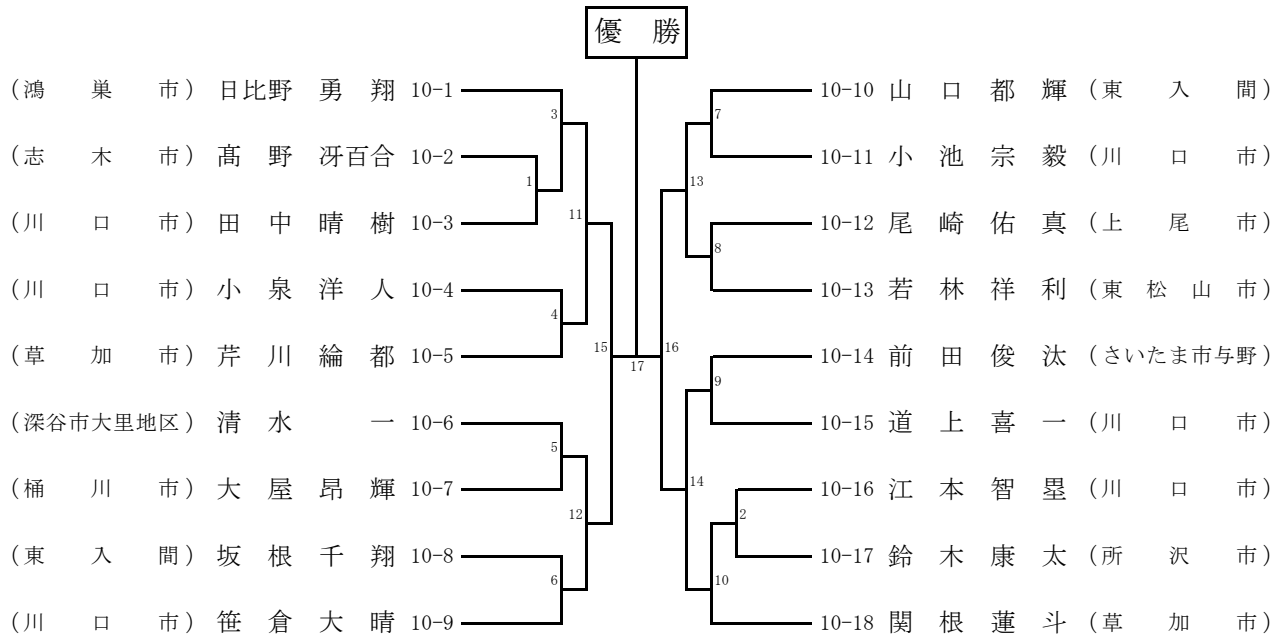 優 勝
(鴻 巣 市) 日比野 勇 翔 10-1
(志 木 市) 髙 野 冴百合 10-2
(川 口 市) 田 中 晴 樹 10-3
(川 口 市) 小 泉 洋 人 10-4
(草 加 市) 芹 川 綸 都 10-5
(深谷市大里地区) 清 水 一 10-6
(桶 川 市) 大 屋 昂 輝 10-7
(東 入 間) 坂 根 千 翔 10-8
(川 口 市) 笹 倉 大 晴 10-9
3
1
11
4
15
5
12
6
17
10-10 山 口 都 輝 (東 入 間)
10-11 小 池 宗 毅 (川 口 市)
10-12 尾 崎 佑 真 (上 尾 市)
10-13 若 林 祥 利 (東 松 山 市)
10-14 前 田 俊 汰 (さいたま市与野)
10-15 道 上 喜 一 (川 口 市)
10-16 江 本 智 塁 (川 口 市)
10-17 鈴 木 康 太 (所 沢 市)
10-18 関 根 蓮 斗 (草 加 市)
7
13
8
16
9
14
2
10